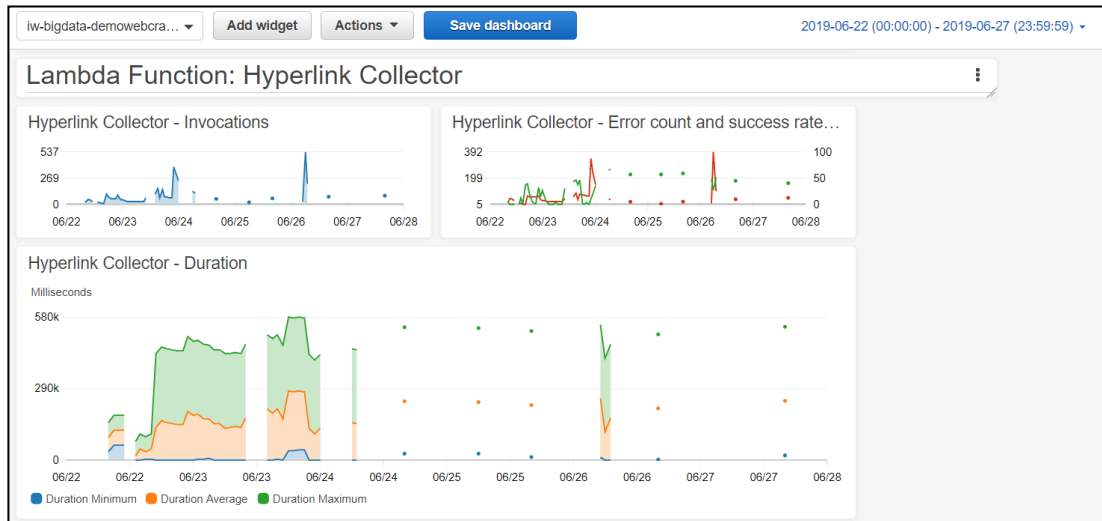 iw-bigdata-demowebcra... Add widget Actions Save dashboard 2019-06-22 (00:00:00) - 2019-06-27 (23:59:59)
Lambda Function: Hyperlink Collector
Hyperlink Collector - Invocations
537
269
0
06/22 06/23 06/24 06/25 06/26 06/27 06/28
Hyperlink Collector - Error count and success rate...
392 100
199 50
5 0
06/22 06/23 06/24 06/25 06/26 06/27 06/28
Hyperlink Collector - Duration
Milliseconds
580k
290k
0
06/22 06/22 06/23 06/23 06/24 06/24 06/25 06/25 06/26 06/26 06/27 06/27 06/28
Duration Minimum Duration Average Duration Maximum